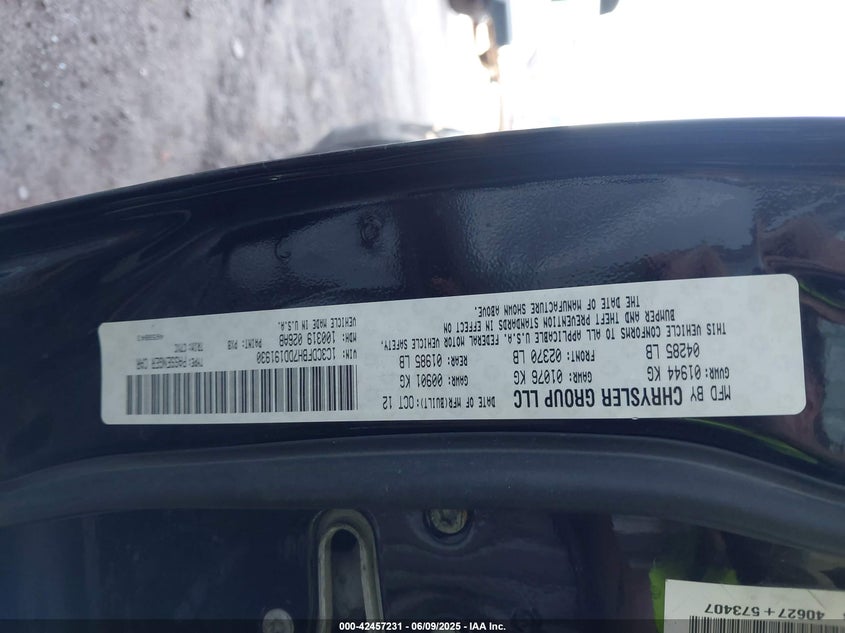 MFD BY CHRYSLER GROUP LLC
DATE OF MFR(BUILT): OCT 12
GVWR: 01944 KG
GAWR: 01076 KG
GAWR: 00901 KG
04285 LB
FRONT: 02370 LB
REAR: 01985 LB
THIS VEHICLE CONFORMS TO ALL APPLICABLE U.S.A. FEDERAL MOTOR VEHICLE SAFETY,
BUMPER AND THEFT PREVENTION STANDARDS IN EFFECT ON
THE DATE OF MANUFACTURE SHOWN ABOVE.
VIN: 1C3CDFBH7DD191930
TYPE: PASSENGER CAR
MDH: 100319 026AB
PAINT: PXB
VEHICLE MADE IN U.S.A.
40627+573407
000-42457231 - 06/09/2025 - IAA Inc.